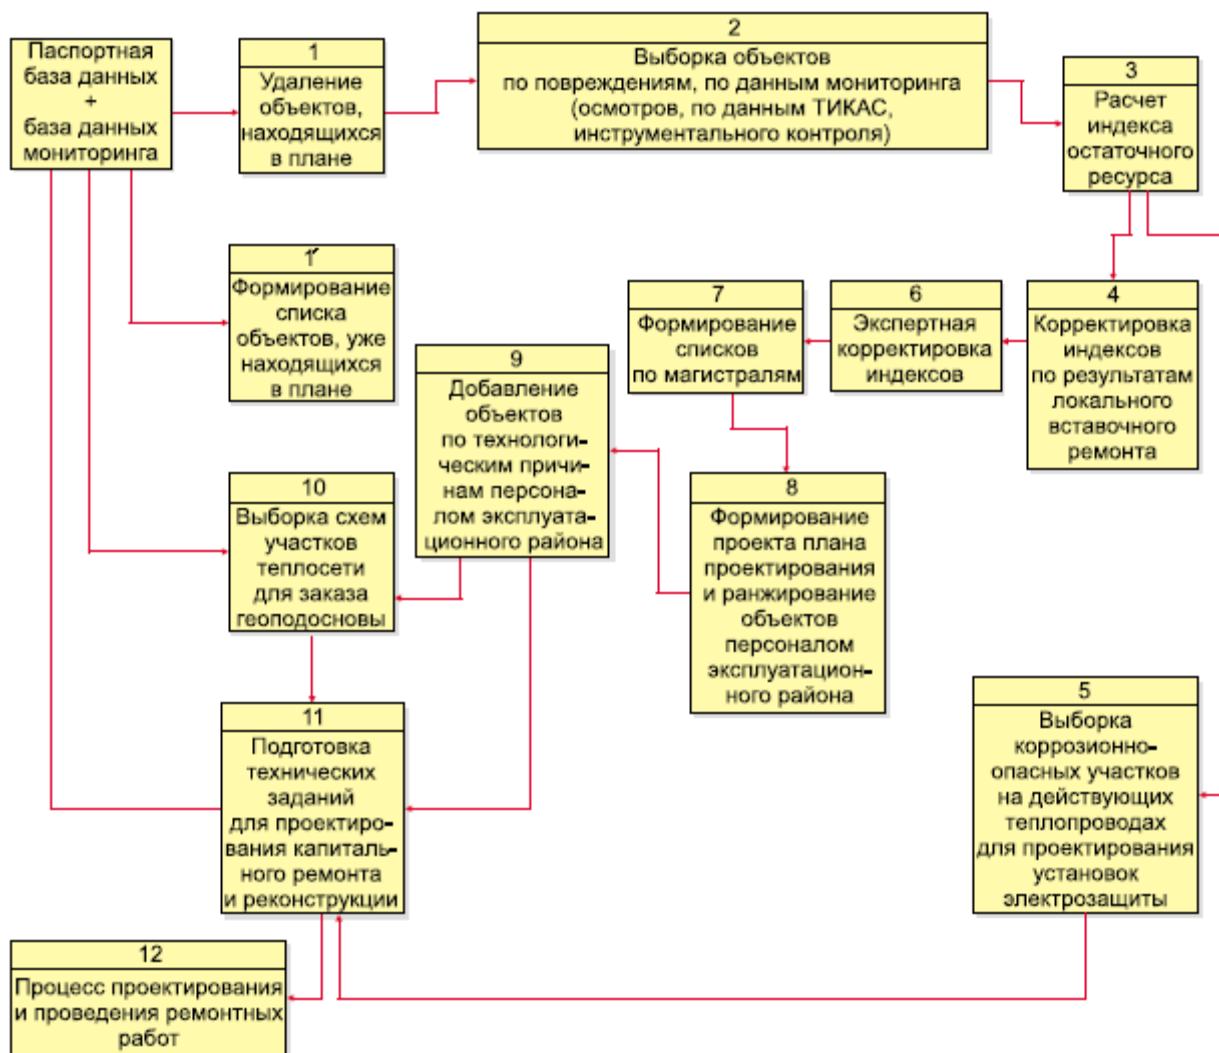 Паспортная
база данных
+
база данных
мониторинга
1
Удаление
объектов,
находящихся
в плане
2
Выборка объектов
по повреждениям, по данным мониторинга
(осмотров, по данным ТИКАС,
инструментального контроля)
3
Расчет
индекса
остаточного
ресурса
1′
Формирование
списка
объектов, уже
находящихся
в плане
7
Формирование
списков
по магистралям
6
Экспертная
корректировка
индексов
4
Корректировка
индексов
по результатам
локального
вставочного
ремонта
9
Добавление
объектов
по технологи-
ческим причи-
нам персона-
лом эксплуата-
ционного района
10
Выборка схем
участков
теплосети
для заказа
геоподосновы
8
Формирование
проекта плана
проектирования
и ранжирование
объектов
персоналом
эксплуатацион-
ного района
5
Выборка
коррозионно-
опасных участков
на действующих
теплопроводах
для проектирования
установок
электрозащиты
11
Подготовка
технических
заданий
для проектиро-
вания капиталь-
ного ремонта
и реконструкции
12
Процесс проектирования
и проведения ремонтных
работ